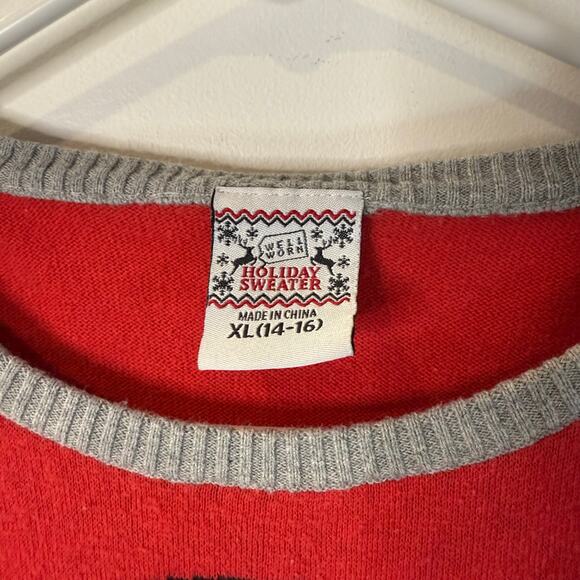 WELL
WORN
HOLIDAY
SWEATER
MADE IN CHINA
XL(14-16)